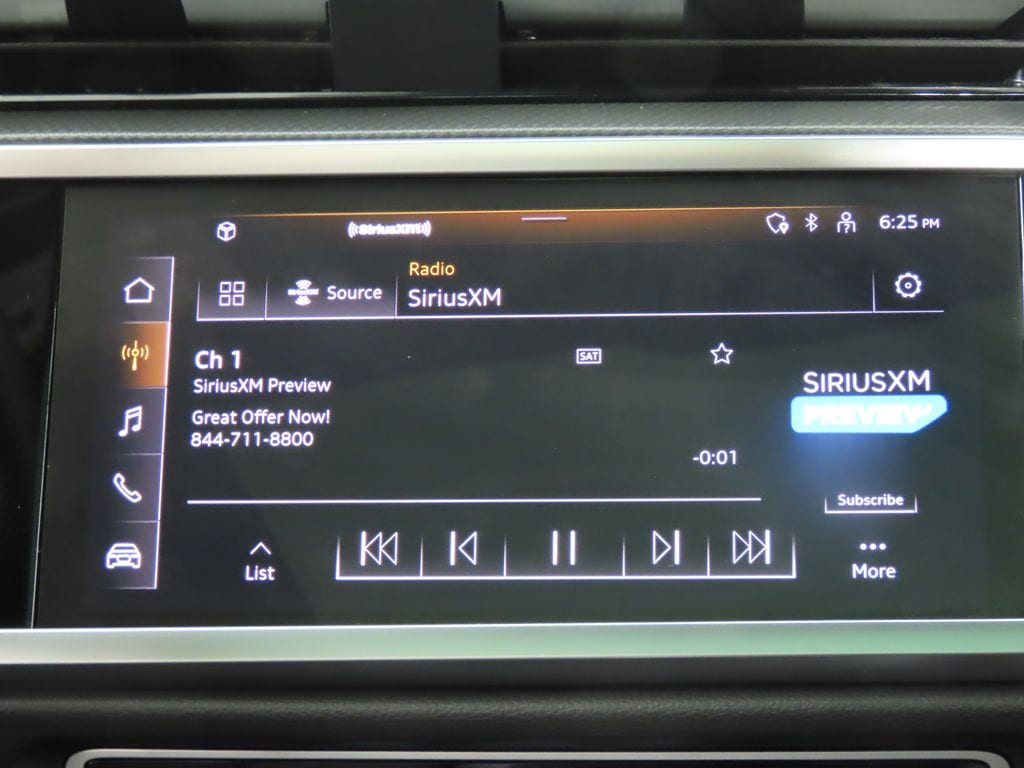 ((SiriusXM))
6:25 PM
Radio
SiriusXM
Source
SiriusXM
Ch 1
SAT
SiriusXM Preview
SIRIUSXM
PREVIEW
Great Offer Now!
844-711-8800
-0:01
Subscribe
List
More